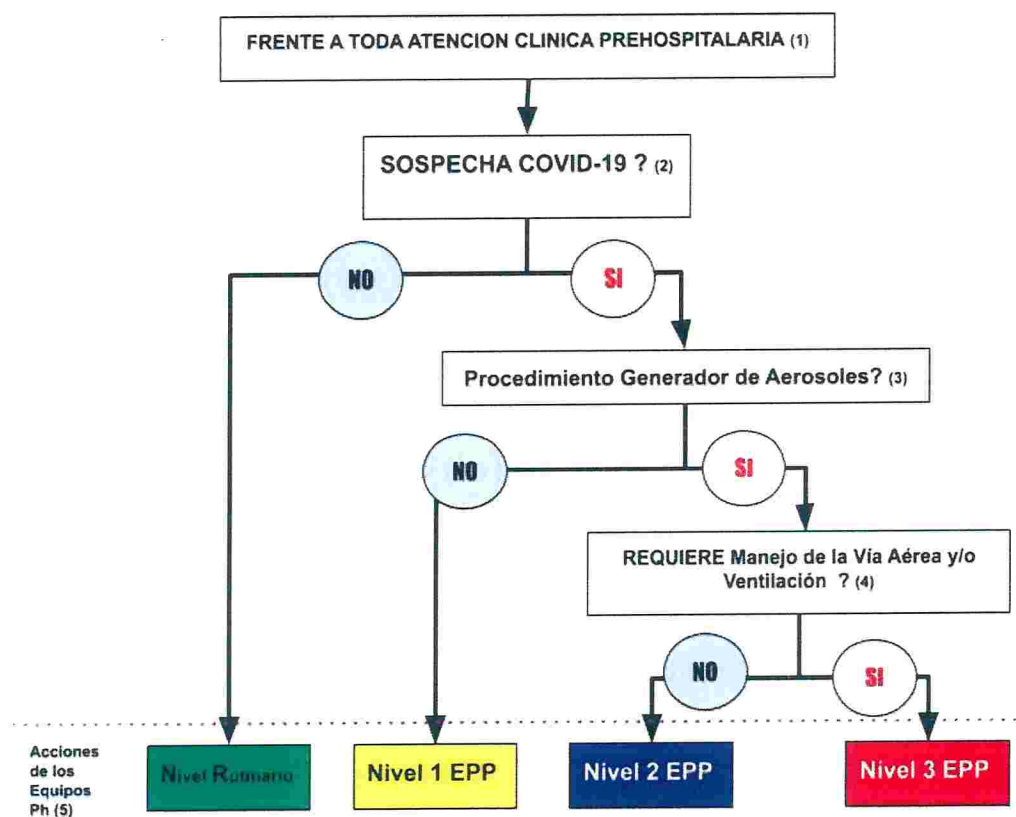 FRENTE A TODA ATENCION CLINICA PREHOSPITALARIA (1)
SOSPECHA COVID-19 ? (2)
NO
SI
Procedimiento Generador de Aerosoles? (3)
NO
SI
REQUIERE Manejo de la Vía Aérea y/o
Ventilación ? (4)
NO
SI
Acciones
de los
Equipos
Ph (5)
Nivel Rutinario
Nivel 1 EPP
Nivel 2 EPP
Nivel 3 EPP